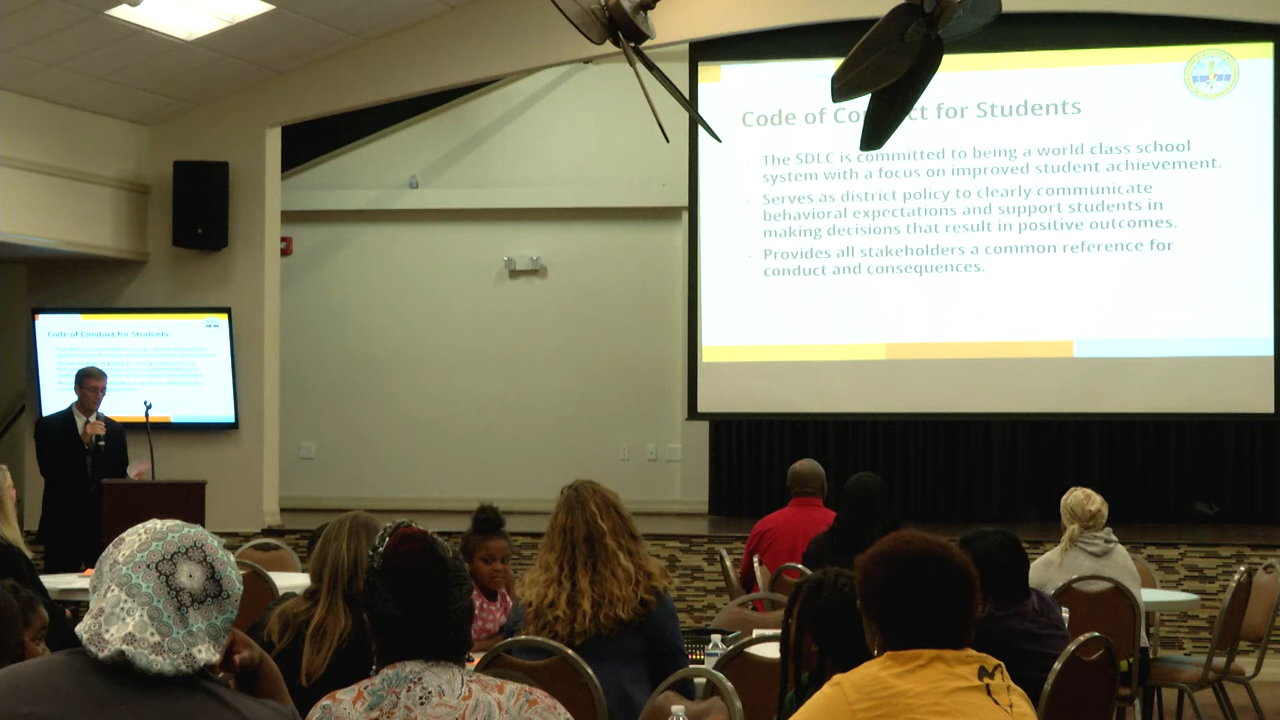 Code of Co ct for Students
The SDLC is committed to being a world class school
system with a focus on improved student achievement.
Serves as district policy to clearly communicate
behavioral expectations and support students in
making decisions that result in positive outcomes.
Provides all stakeholders a common reference for
conduct and consequences.
Code of Conduct for Students